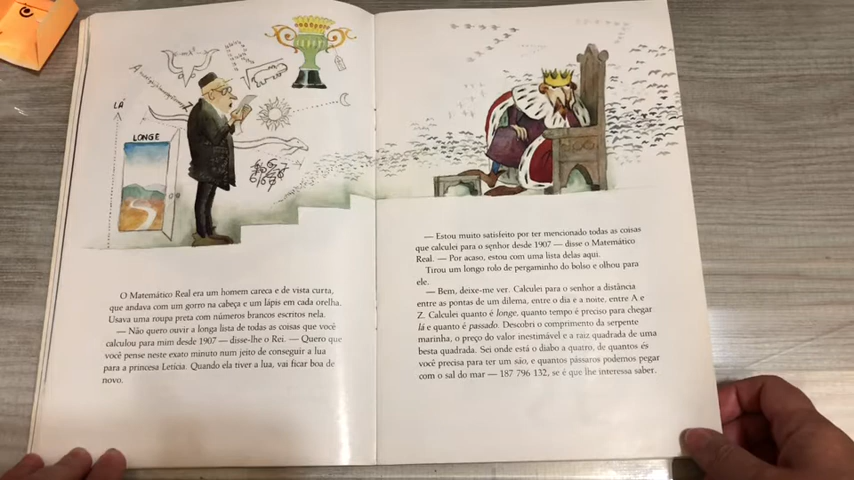 LÁ
LONGE
O Matemático Real era um homem careca e de vista curta,
que andava com um gorro na cabeça e um lápis em cada orelha.
Usava uma roupa preta com números brancos escritos nela.
— Não quero ouvir a longa lista de todas as coisas que você
calculou para mim desde 1907 — disse-lhe o Rei. — Quero que
você pense neste exato minuto num jeito de conseguir a lua
para a princesa Letícia. Quando ela tiver a lua, vai ficar boa de
novo.
— Estou muito satisfeito por ter mencionado todas as coisas
que calculei para o senhor desde 1907 — disse o Matemático
Real. — Por acaso, estou com uma lista delas aqui.
Tirou um longo rolo de pergaminho do bolso e olhou para
ele.
— Bem, deixe-me ver. Calculei para o senhor a distância
entre as pontas de um dilema, entre o dia e a noite, entre A e
Z. Calculei quanto é longe, quanto tempo é preciso para chegar
lá e quanto é passado. Descobri o comprimento da serpente
marinha, o preço do valor inestimável e a raiz quadrada de uma
besta quadrada. Sei onde está o diabo a quatro, de quantos és
você precisa para ter um são, e quantos pássaros podemos pegar
com o sal do mar — 187 796 132, se é que lhe interessa saber.